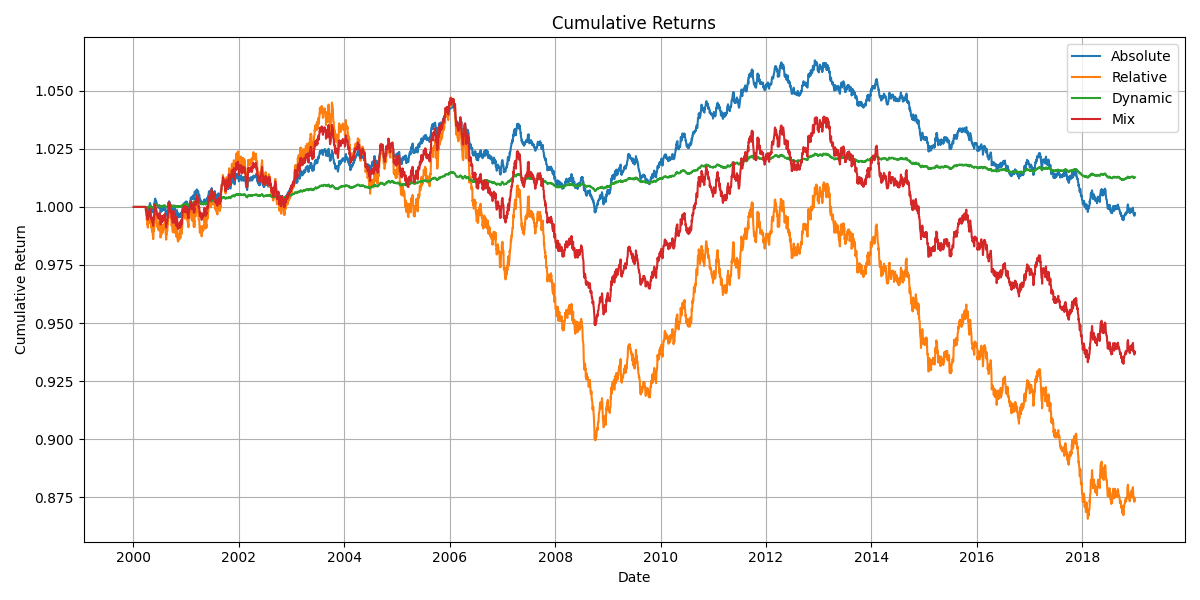 Cumulative Returns
Cumulative Return
1.050
1.025
1.000
0.975
0.950
0.925
0.900
0.875
Absolute
Relative
Dynamic
Mix
2000 2002 2004 2006 2008 2010 2012 2014 2016 2018
Date